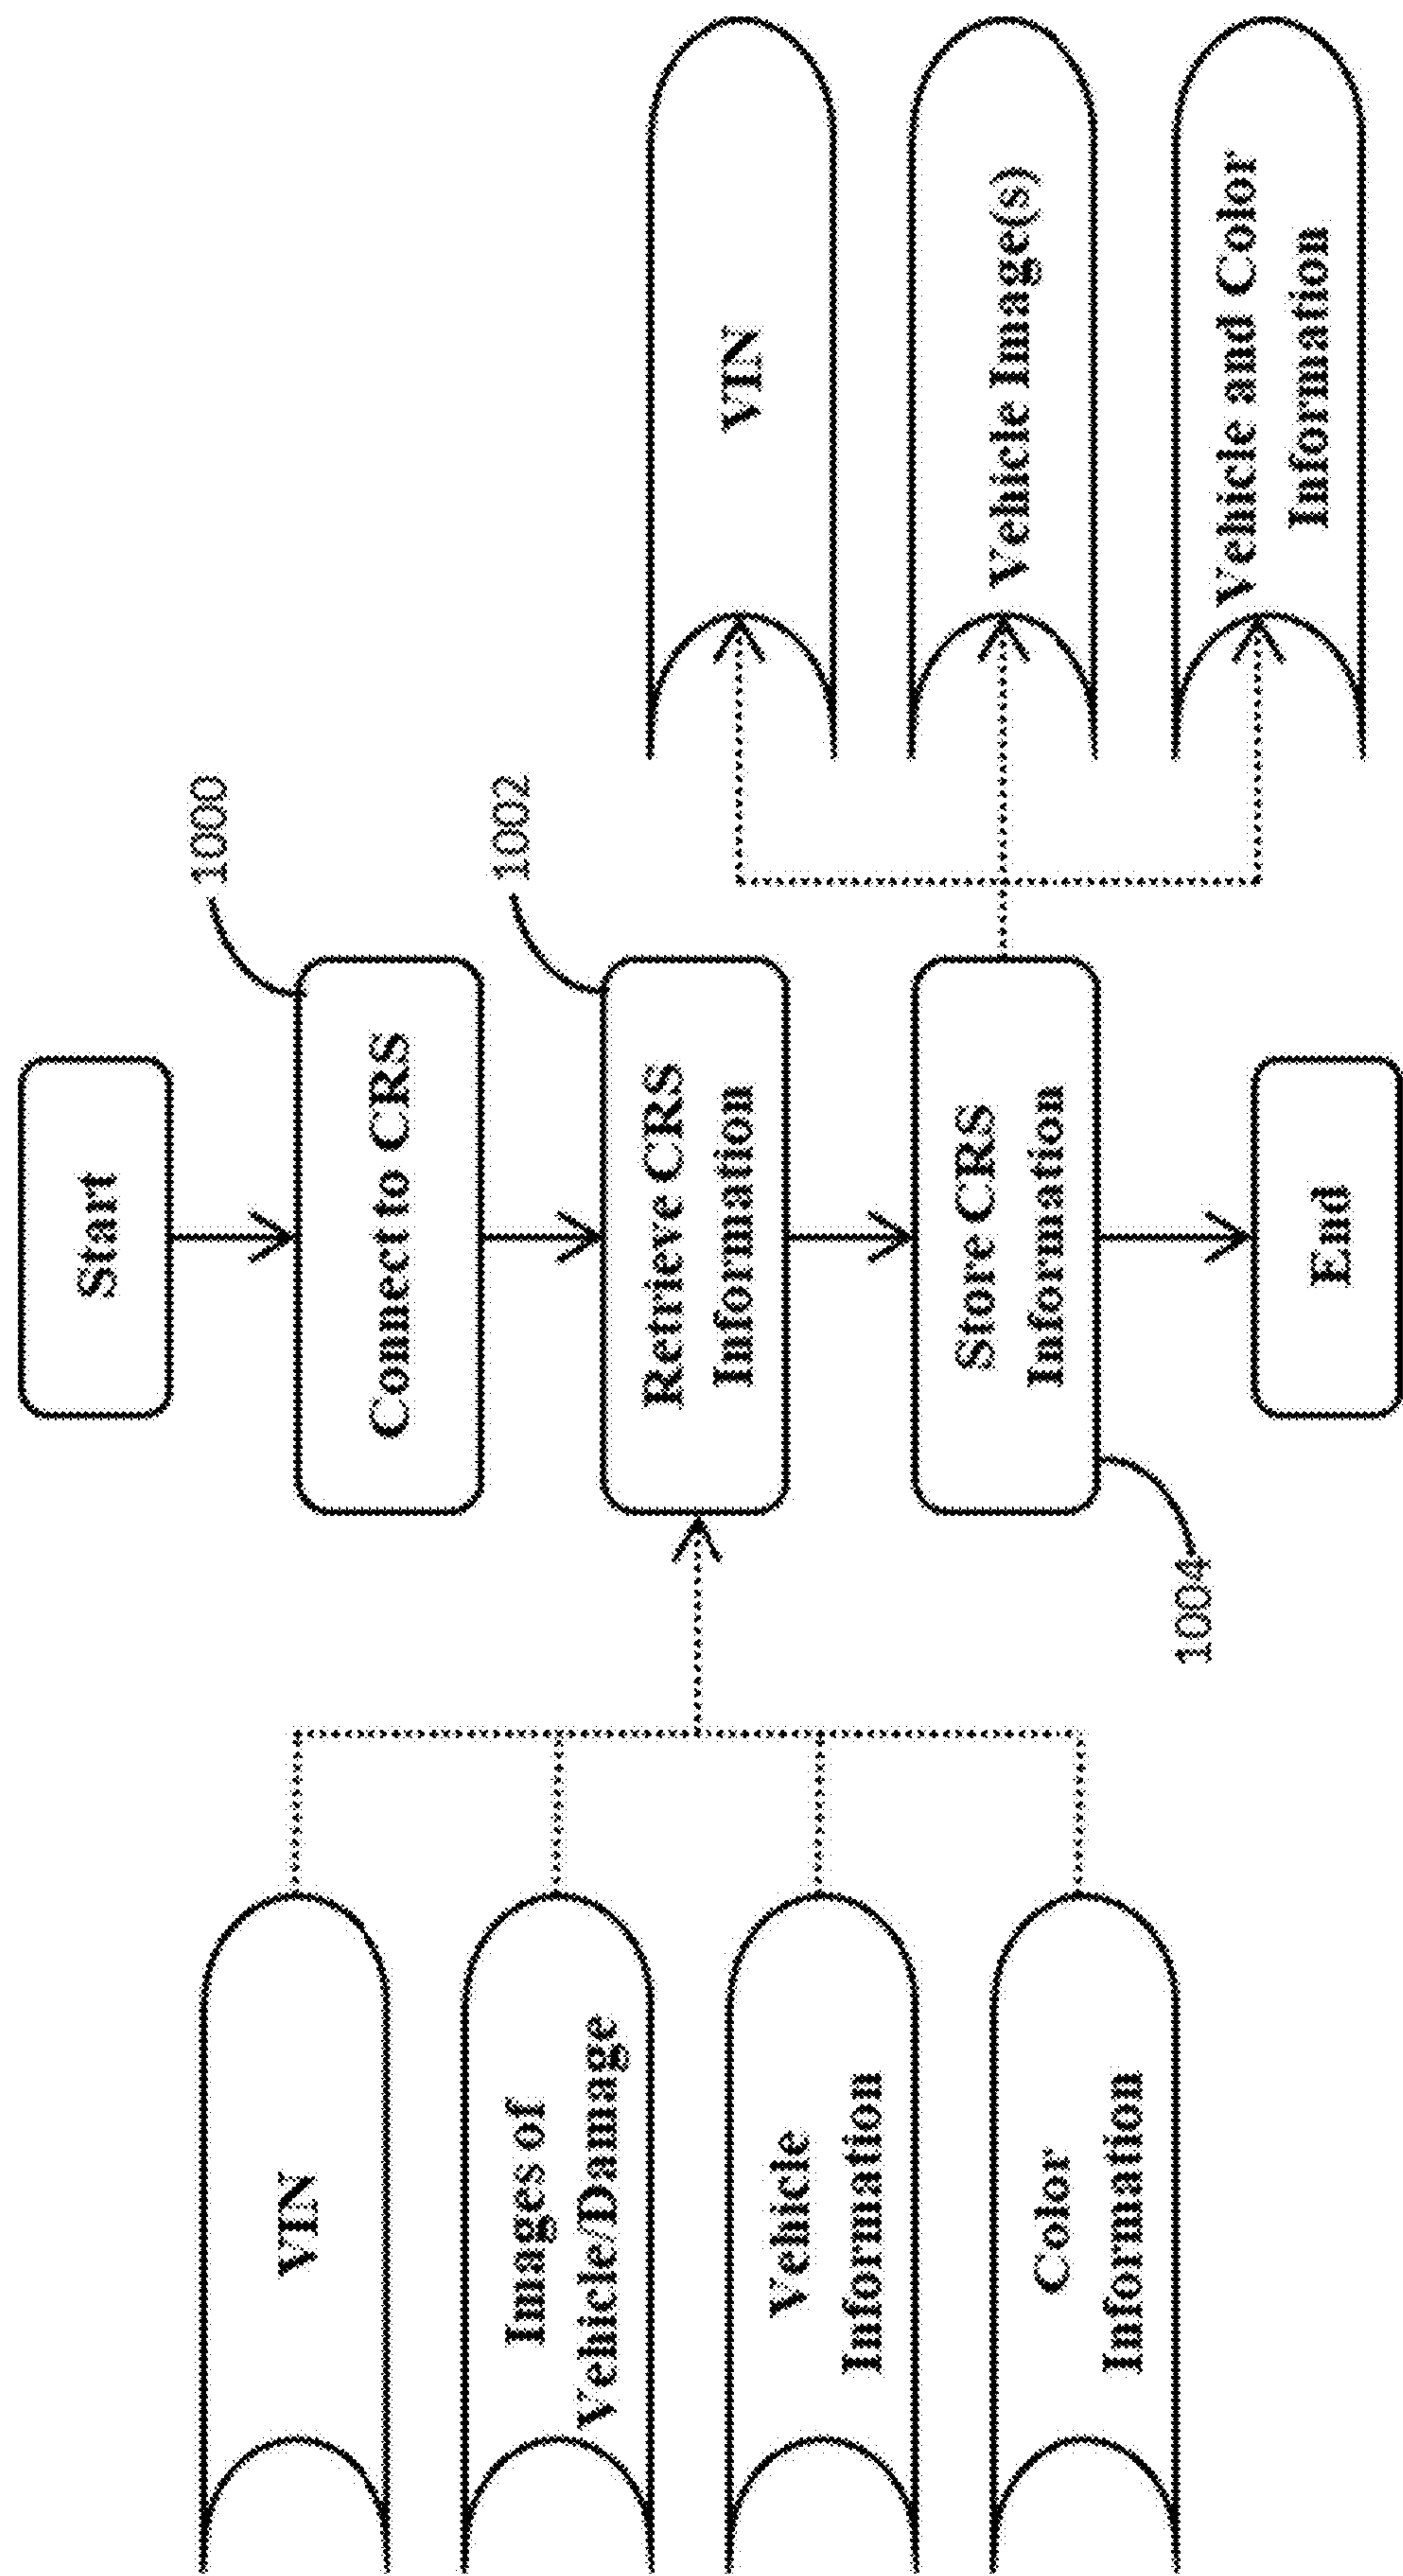 Start
1000
Connect to CRS
1002
Retrieve CRS
Information
Store CRS
Information
1004
End
VIN
Images of
Vehicle/Damage
Vehicle
Information
Color
Information
VIN
Vehicle Image(s)
Vehicle and Color
Information